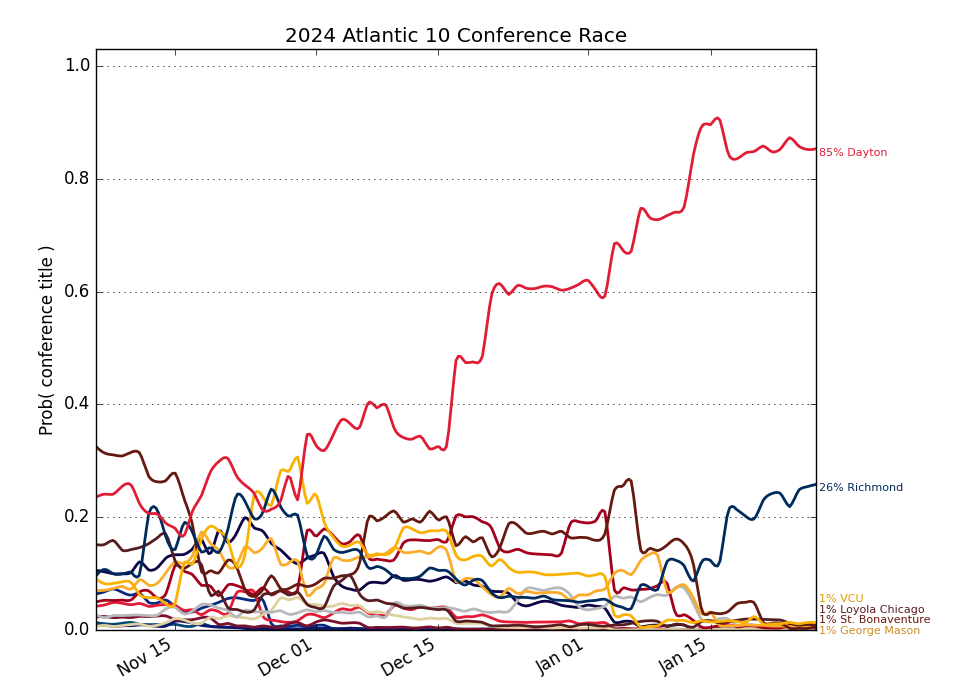 2024 Atlantic 10 Conference Race
Prob( conference title )
1.0
0.8
0.6
0.4
0.2
0.0
Nov 15
Dec 01
Dec 15
Jan 01
Jan 15
85% Dayton
26% Richmond
1% VCU
1% Loyola Chicago
1% St. Bonaventure
1% George Mason